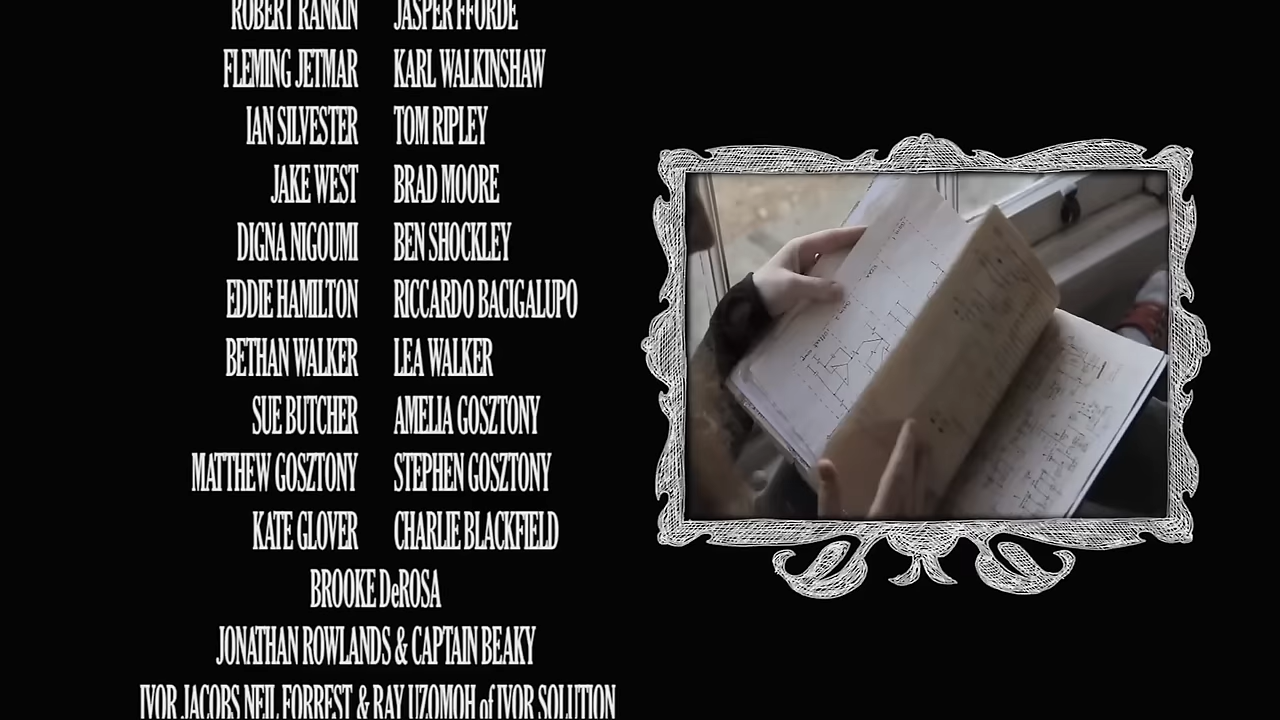 ROBERT RANKIN JASPER FFORDE
FLEMING JETMAR KARL WALKINSHAW
IAN SILVESTER TOM RIPLEY
JAKE WEST BRAD MOORE
DIGNA NIGOUMI BEN SHOCKLEY
EDDIE HAMILTON RICCARDO BACIGALUPO
BETHAN WALKER LEA WALKER
SUE BUTCHER AMELIA GOSZTONY
MATTHEW GOSZTONY STEPHEN GOSZTONY
KATE GLOVER CHARLIE BLACKFIELD
BROOKE DeROSA
JONATHAN ROWLANDS & CAPTAIN BEAKY
IVOR JACOBS NEIL FORREST & RAY UZOMOH of IVOR SOLUTION